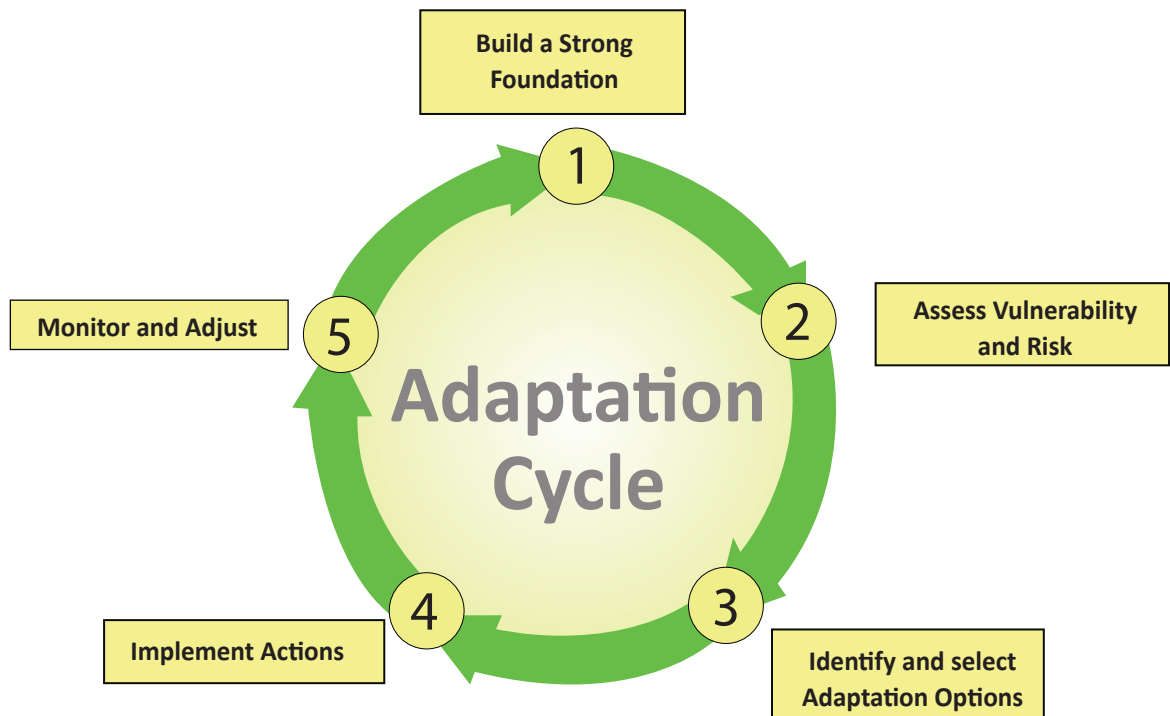 Build a Strong
Foundation
1
2
Assess Vulnerability
and Risk
3
Identify and select
Adaptation Options
4
Implement Actions
5
Monitor and Adjust
Adaptation
Cycle